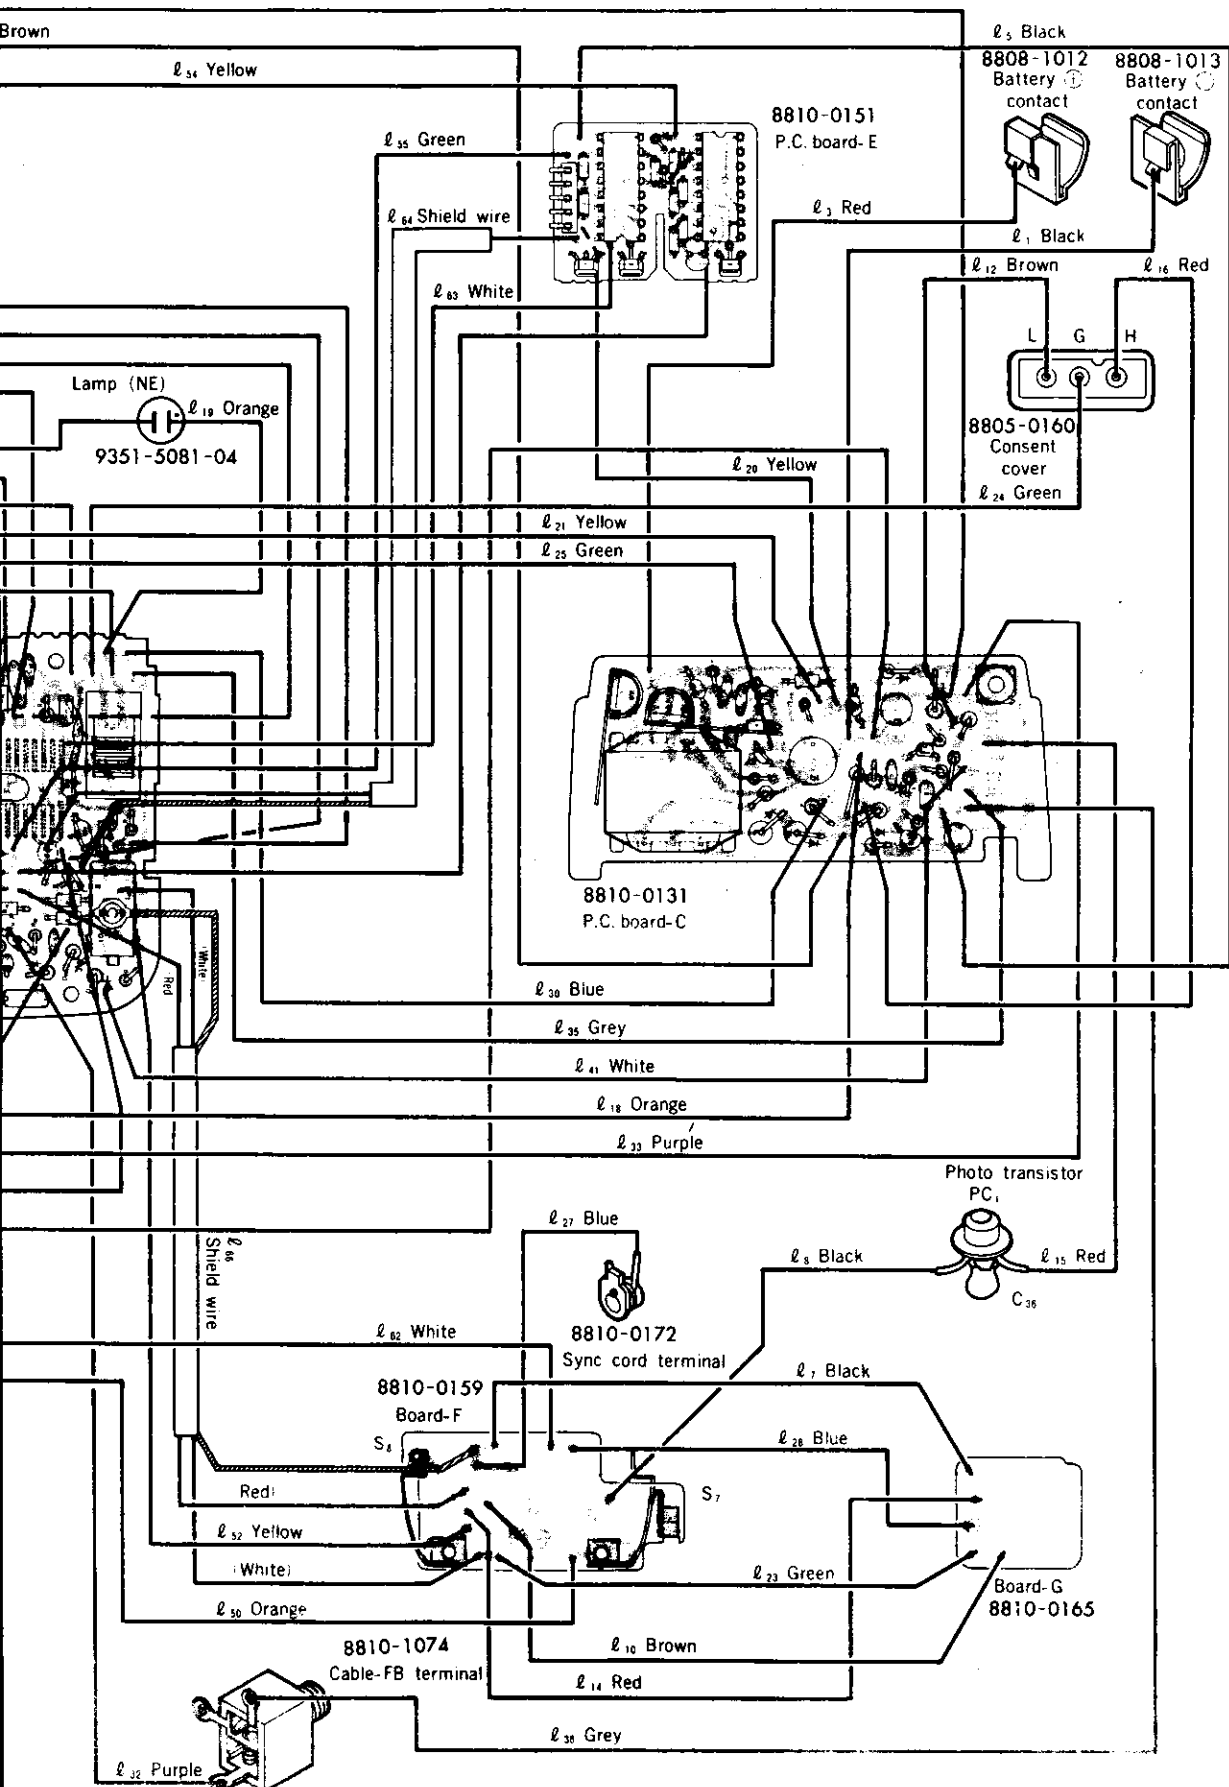 Brown
ℓ5 Black
8808-1012
Battery ⊕
contact
8808-1013
Battery ⊖
contact
ℓ54 Yellow
8810-0151
P.C. board-E
ℓ55 Green
ℓ64 Shield wire
ℓ3 Red
ℓ1 Black
ℓ12 Brown
ℓ16 Red
ℓ63 White
L G H
Lamp (NE)
ℓ19 Orange
9351-5081-04
8805-0160
Consent
cover
ℓ20 Yellow
ℓ24 Green
ℓ21 Yellow
ℓ25 Green
8810-0131
P.C. board-C
(White)
Red
ℓ30 Blue
ℓ35 Grey
ℓ41 White
ℓ18 Orange
ℓ33 Purple
Photo transistor
PC1
ℓ27 Blue
ℓ8 Black
ℓ15 Red
C36
ℓ66
Shield wire
8810-0172
Sync cord terminal
ℓ62 White
ℓ7 Black
8810-0159
Board-F
ℓ28 Blue
S7
Red)
ℓ52 Yellow
(White)
ℓ23 Green
Board-G
8810-0165
ℓ50 Orange
8810-1074
Cable-FB terminal
ℓ10 Brown
ℓ14 Red
ℓ32 Purple